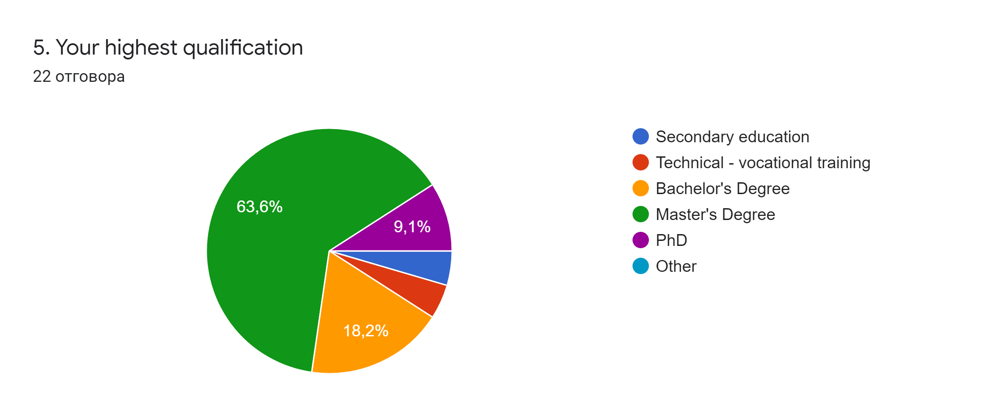 5. Your highest qualification
22 отговора
63,6%
9,1%
18,2%
Secondary education
Technical - vocational training
Bachelor's Degree
Master's Degree
PhD
Other